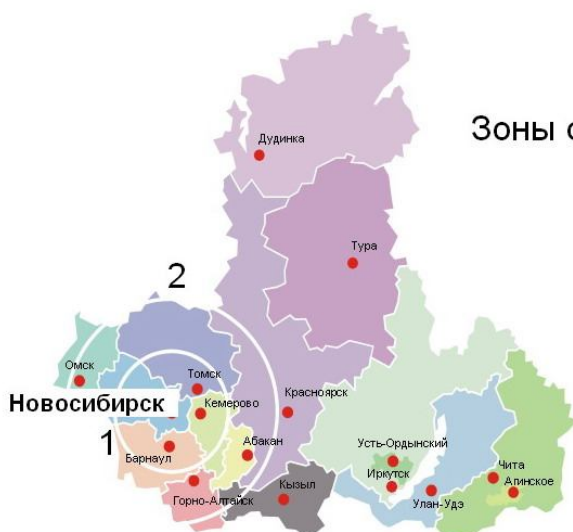 Дудинка
Зоны о
Тура
2
Омск
Томск
Новосибирск
Кемерово
Красноярск
1
Барнаул
Абакан
Усть-Ордынский
Иркутск
Чита
Агинское
Горно-Алтайск
Кызыл
Улан-Удэ